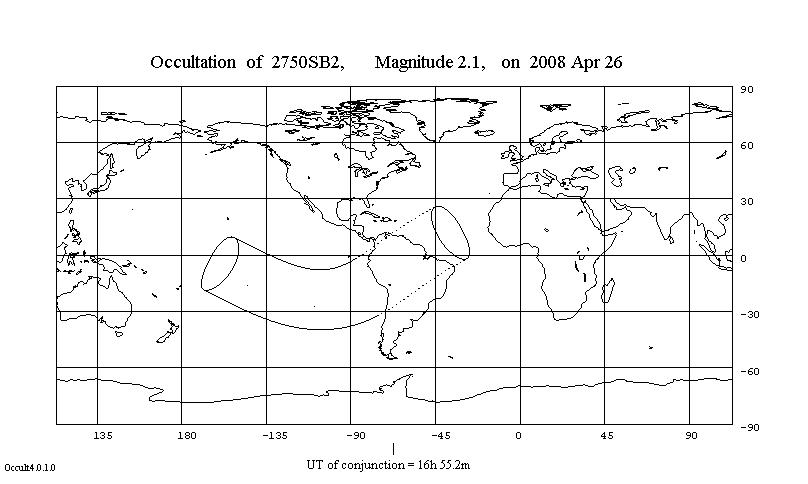 Occultation of 2750SB2, Magnitude 2.1, on 2008 Apr 26
90
60
30
0
-30
-60
-90
135 180 -135 -90 -45 0 45 90
UT of conjunction = 16h 55.2m
Occult4.0.1.0